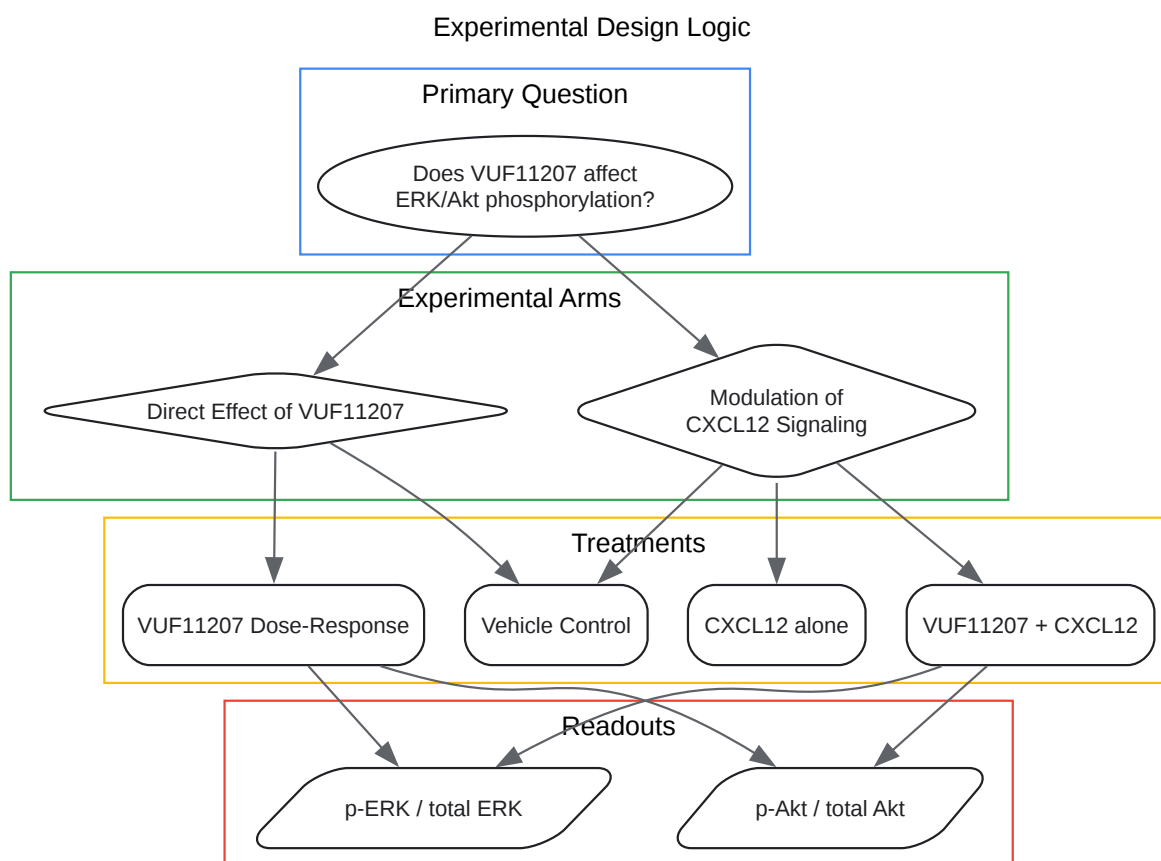 Experimental Design Logic
Primary Question
Does VUF11207 affect
ERK/Akt phosphorylation?
Experimental Arms
Direct Effect of VUF11207
Modulation of
CXCL12 Signaling
Treatments
VUF11207 Dose-Response
Vehicle Control
CXCL12 alone
VUF11207 + CXCL12
Readouts
p-ERK / total ERK
p-Akt / total Akt